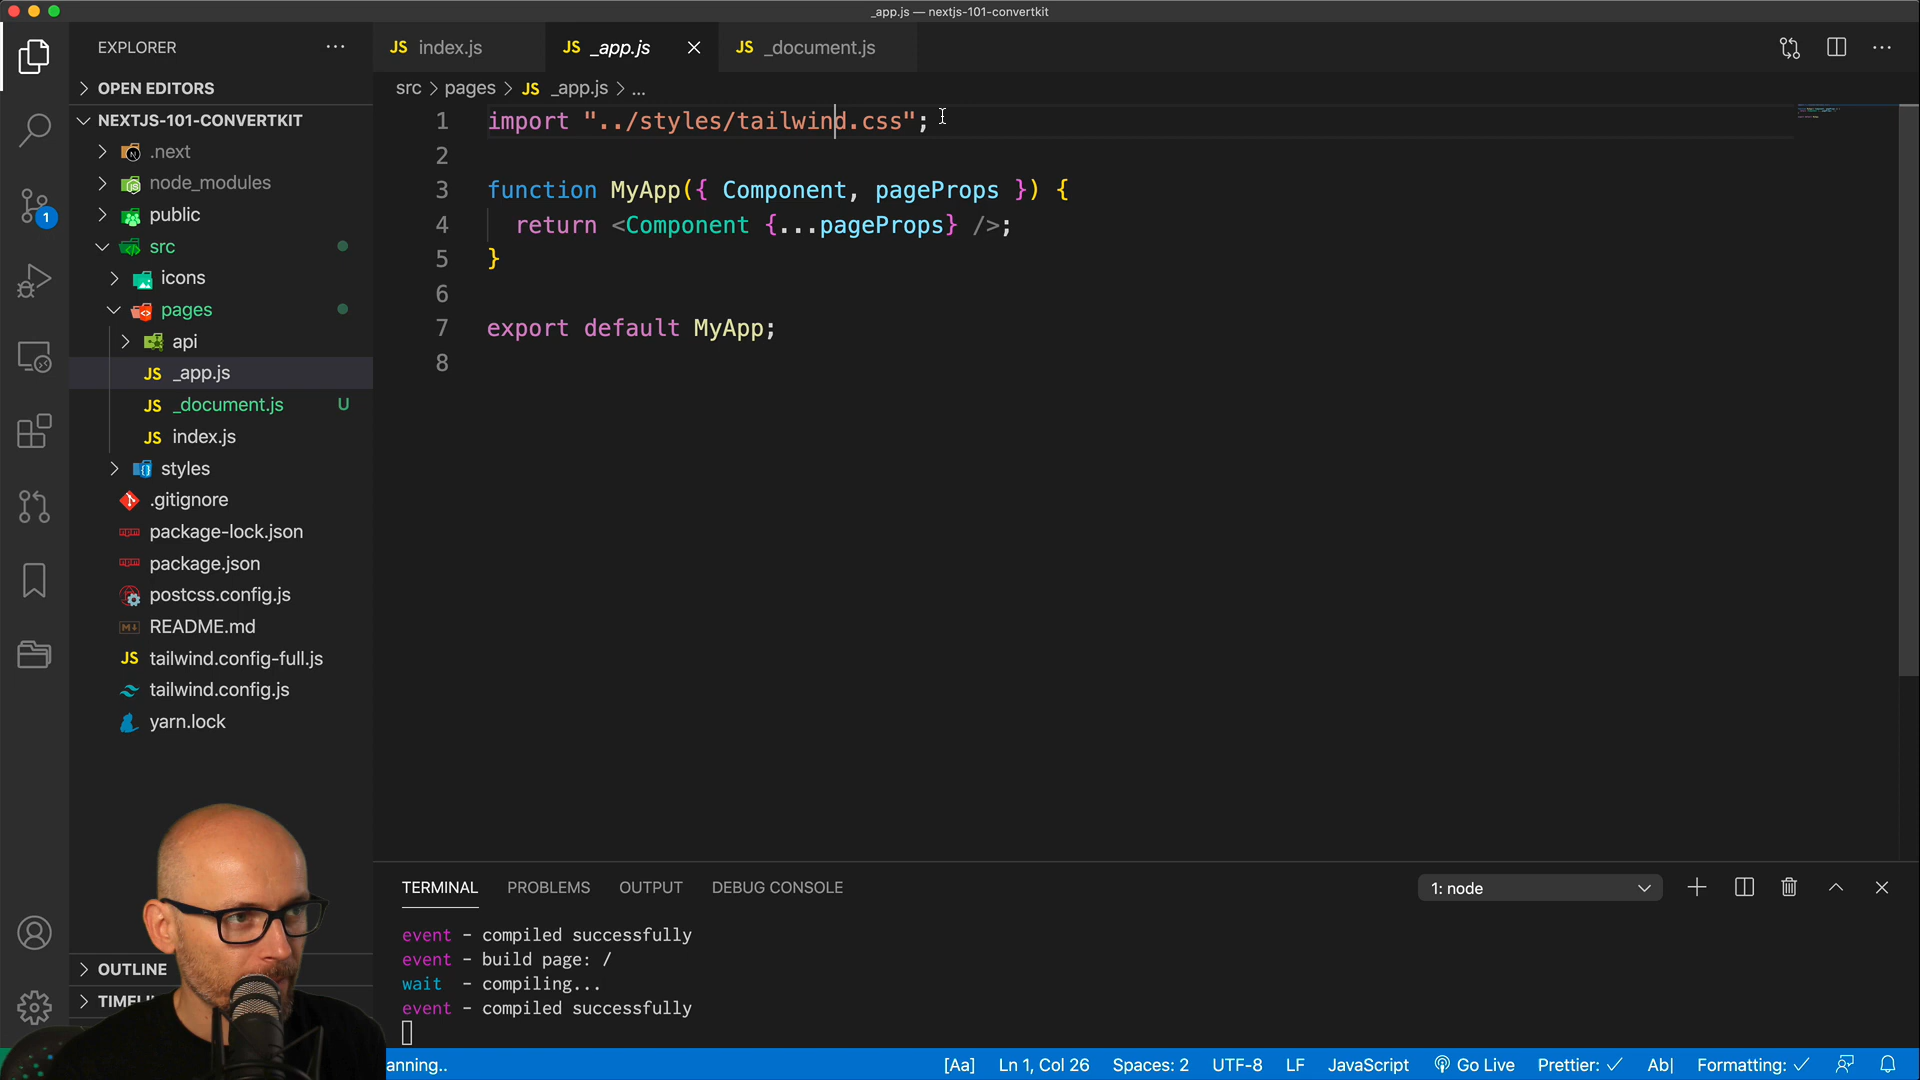 _app.js — nextjs-101-convertkit
EXPLORER
OPEN EDITORS
NEXTJS-101-CONVERTKIT
.next
node_modules
public
src
icons
pages
api
JS _app.js
JS _document.js U
JS index.js
styles
.gitignore
package-lock.json
package.json
postcss.config.js
README.md
JS tailwind.config-full.js
tailwind.config.js
yarn.lock
OUTLINE
1
JS index.js
JS _app.js
JS _document.js
src > pages > JS _app.js > ...
1 import "../styles/tailwind.css";
2
3 function MyApp({ Component, pageProps }) {
4 return <Component {...pageProps} />;
5 }
6
7 export default MyApp;
8
TERMINAL PROBLEMS OUTPUT DEBUG CONSOLE
1: node
event - compiled successfully
event - build page: /
wait - compiling...
event - compiled successfully
anning.. [Aa] Ln 1, Col 26 Spaces: 2 UTF-8 LF JavaScript Go Live Prettier: ✓ Ab| Formatting: ✓